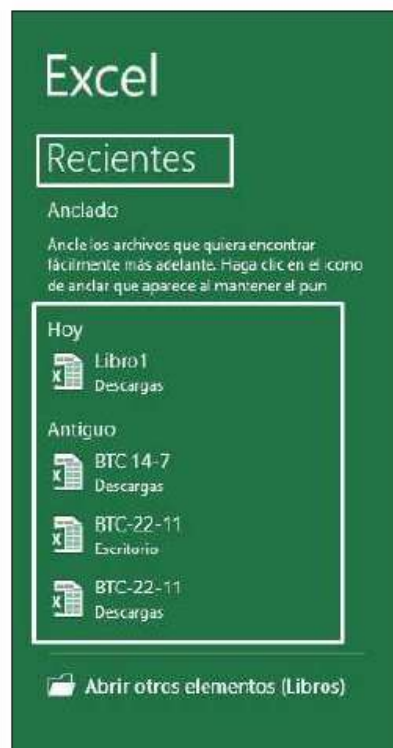 Excel
Recientes
Anclado
Ancle los archivos que quiera encontrar
fácilmente más adelante. Haga clic en el icono
de anclar que aparece al mantener el pun
Hoy
Libro1
Descargas
Antiguo
BTC 14-7
Descargas
BTC-22-11
Escritorio
BTC-22-11
Descargas
Abrir otros elementos (Libros)